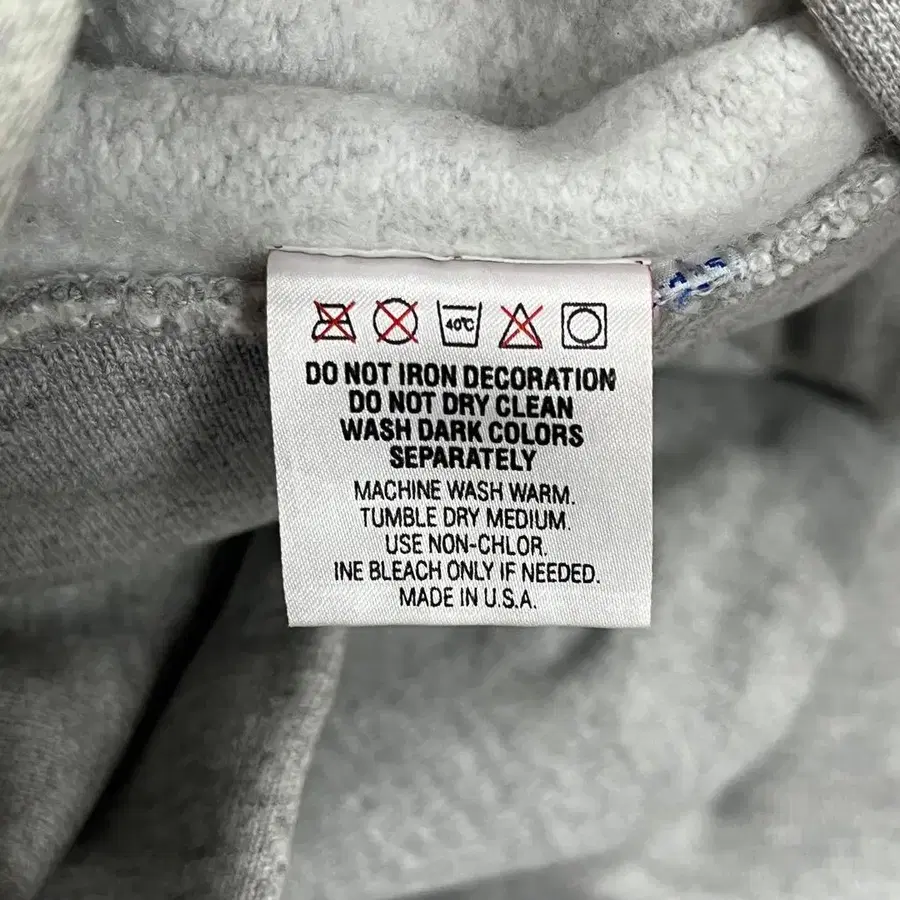 40°C
DO NOT IRON DECORATION
DO NOT DRY CLEAN
WASH DARK COLORS
SEPARATELY
MACHINE WASH WARM.
TUMBLE DRY MEDIUM.
USE NON-CHLOR.
INE BLEACH ONLY IF NEEDED.
MADE IN U.S.A.